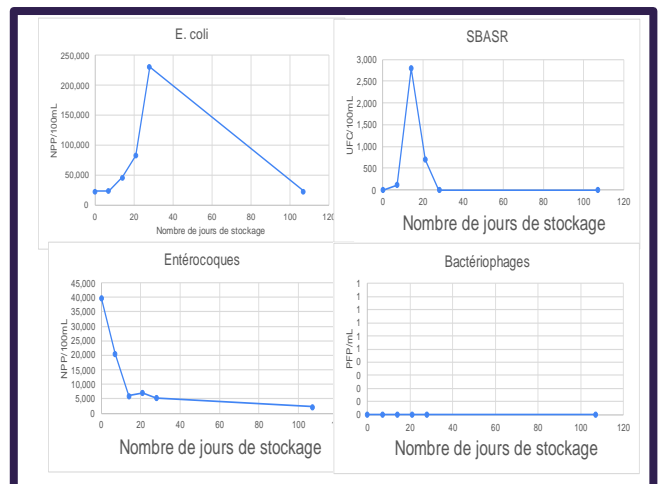 E. coli
250,000
200,000
150,000
100,000
50,000
0
NPP/100mL
0 20 40 60 80 100 120
Nombre de jours de stockage
SBASR
3,000
2,500
2,000
1,500
1,000
500
0
UFC/100mL
0 20 40 60 80 100 120
Nombre de jours de stockage
Entérocoques
45,000
40,000
35,000
30,000
25,000
20,000
15,000
10,000
5,000
0
NPP/100mL
0 20 40 60 80 100
Nombre de jours de stockage
Bactériophages
1
1
1
1
1
1
0
0
0
0
0
PFP/mL
0 20 40 60 80 100 120
Nombre de jours de stockage